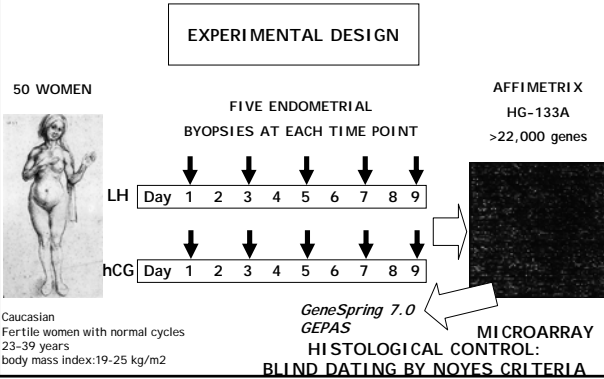 EXPERIMENTAL DESIGN
50 WOMEN
FIVE ENDOMETRIAL
BYOPSIES AT EACH TIME POINT
AFFIMETRIX
HG-133A
>22,000 genes
LH Day 1 2 3 4 5 6 7 8 9
hCG Day 1 2 3 4 5 6 7 8 9
Caucasian
Fertile women with normal cycles
23-39 years
body mass index:19-25 kg/m2
GeneSpring 7.0
GEPAS
MICROARRAY
HISTOLOGICAL CONTROL:
BLIND DATING BY NOYES CRITERIA